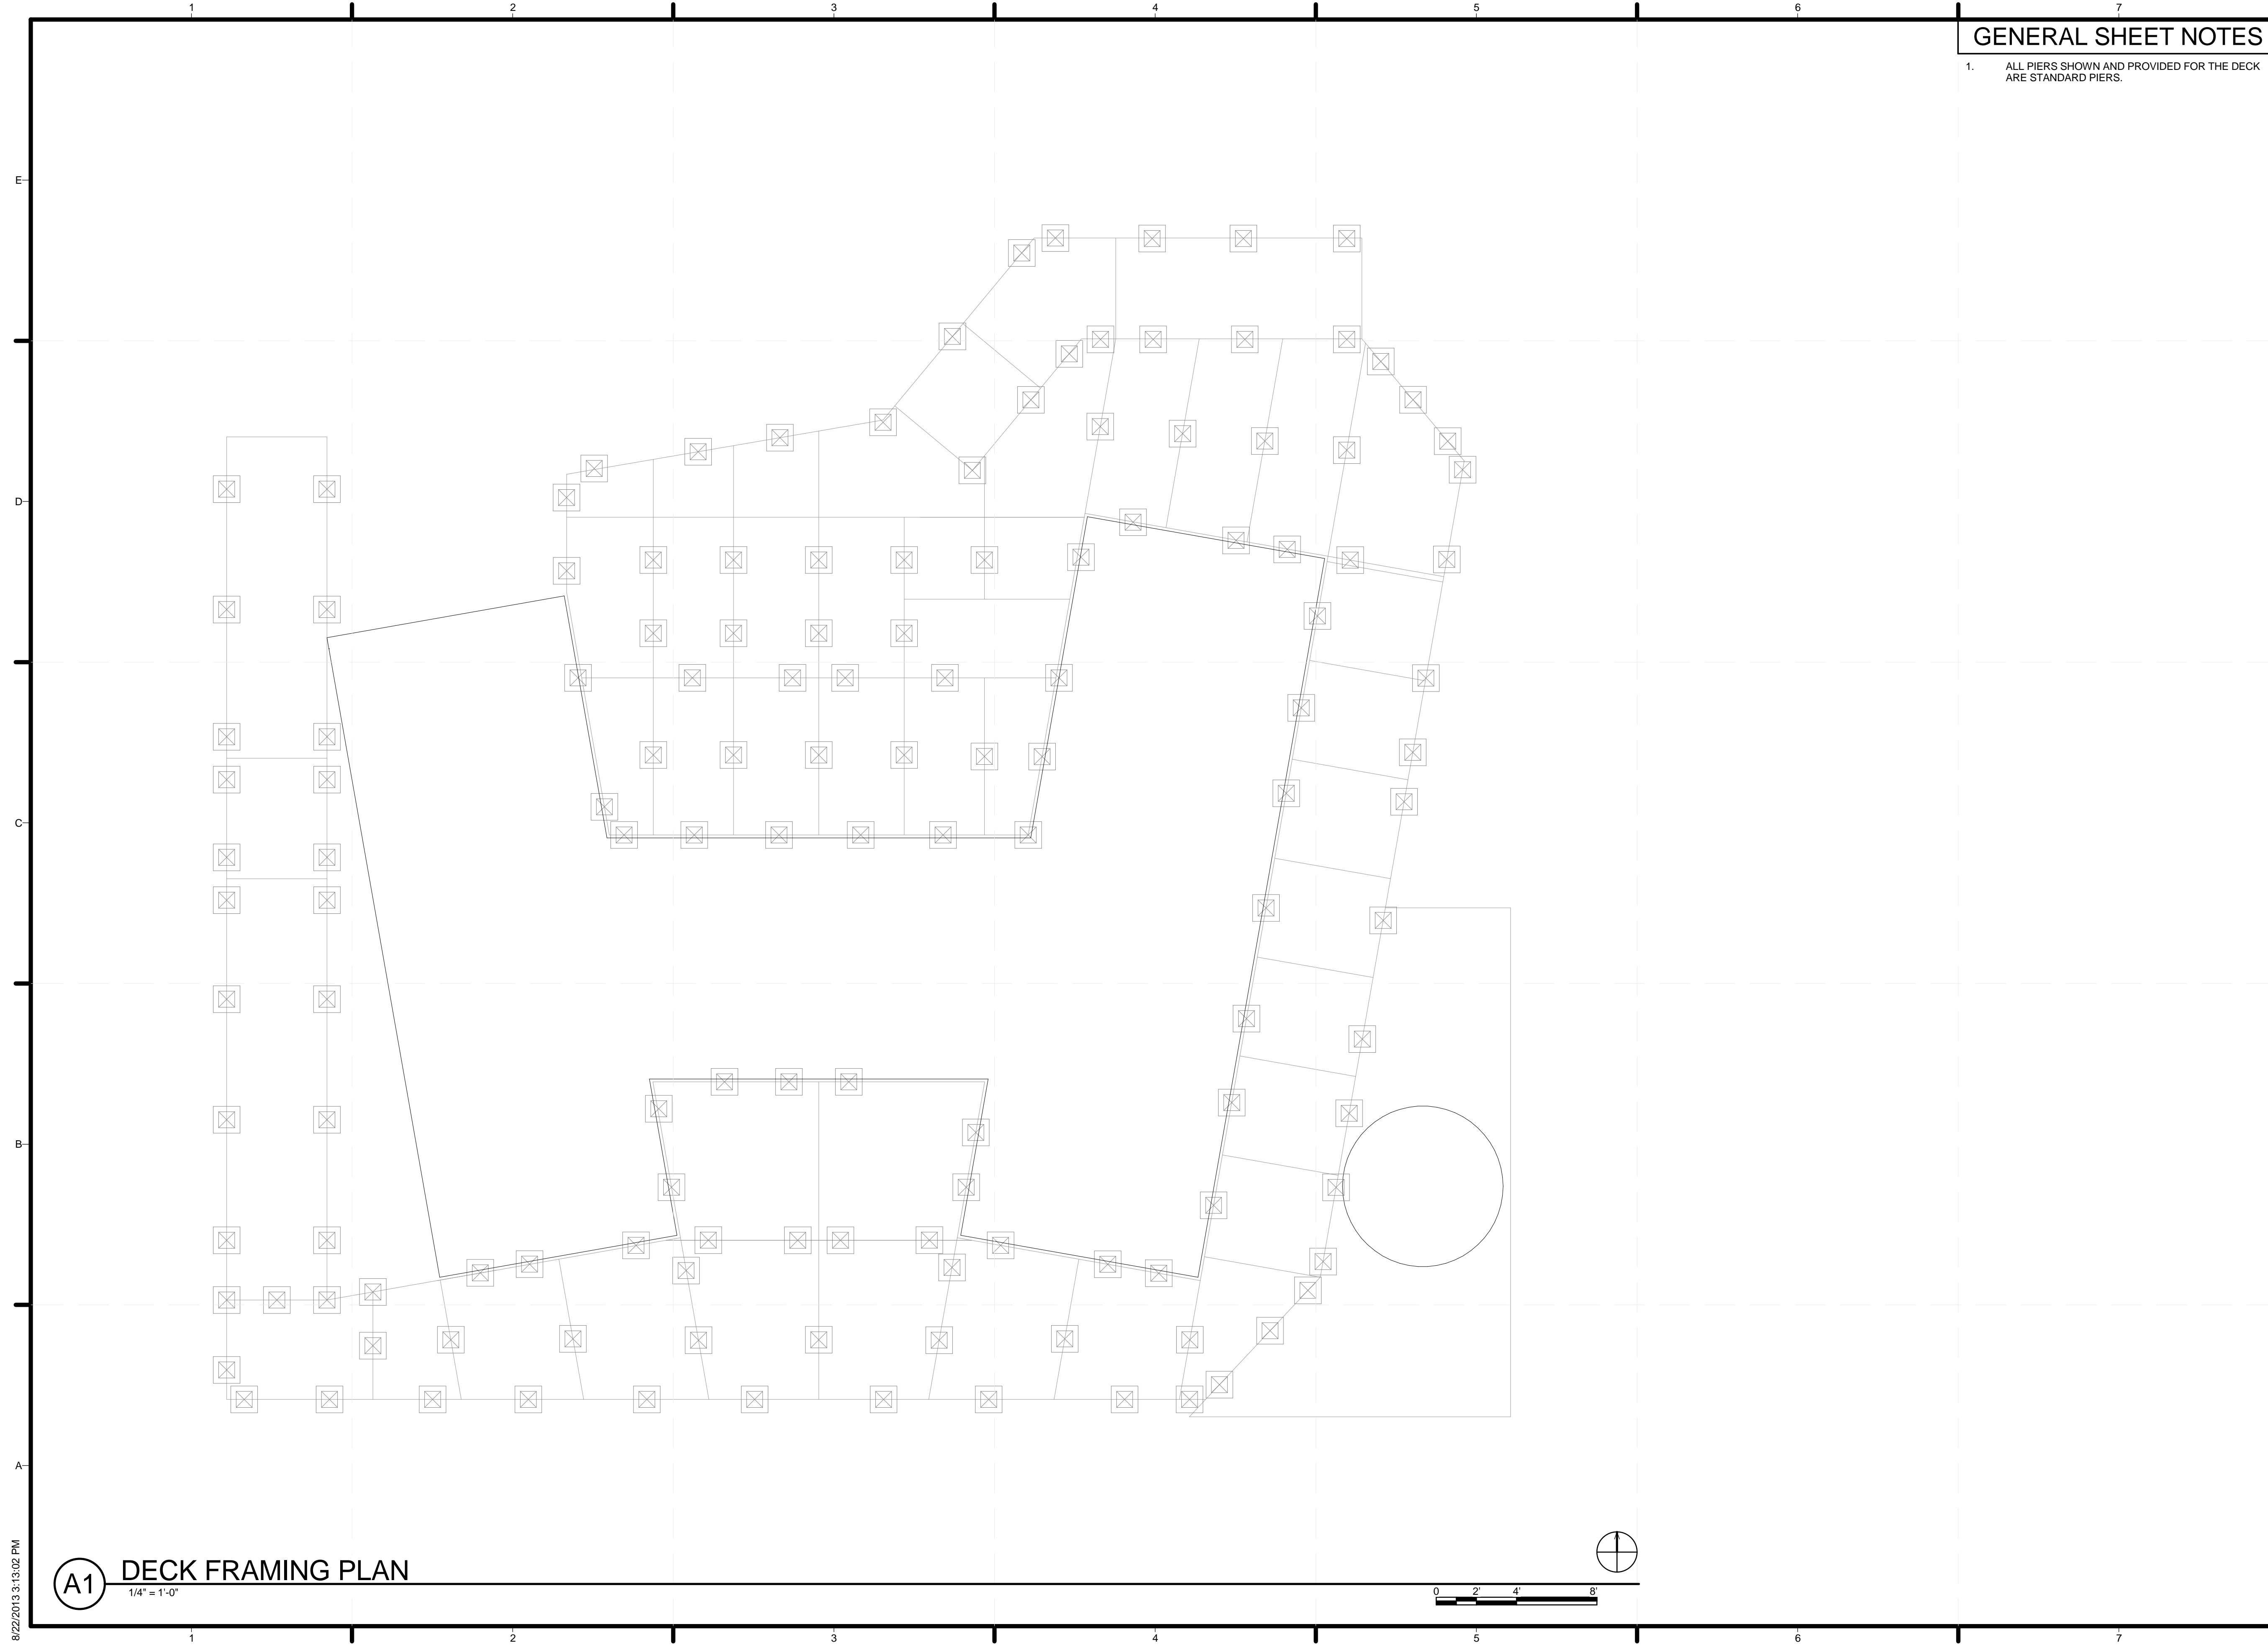 1 2 3 4 5 6 7
GENERAL SHEET NOTES
1. ALL PIERS SHOWN AND PROVIDED FOR THE DECK
ARE STANDARD PIERS.
E
D
C
B
A
8/22/2013 3:13:02 PM
A1
DECK FRAMING PLAN
1/4" = 1'-0"
0 2' 4' 8'
1 2 3 4 5 6 7